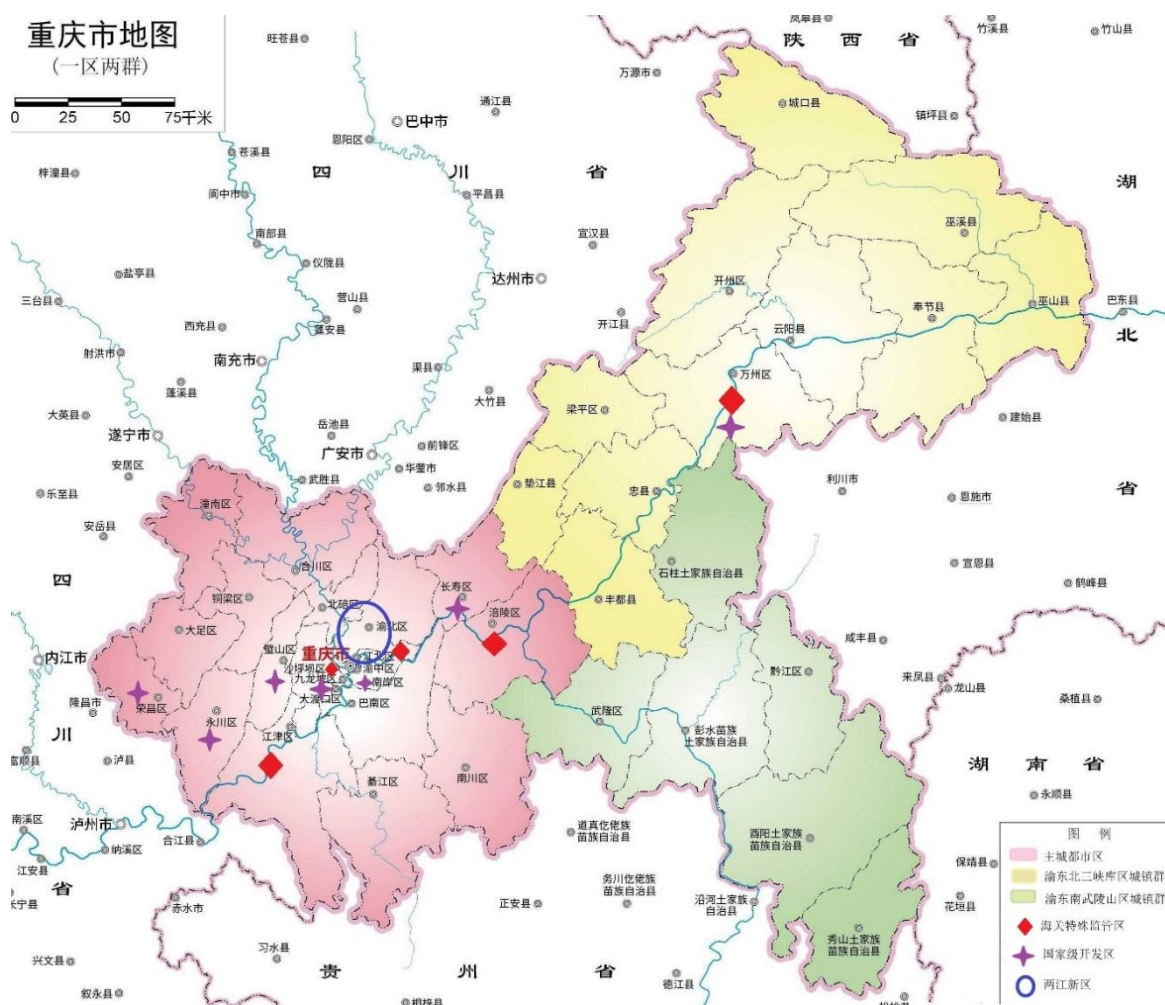 重庆市地图
(一区两群)
0 25 50 75千米
旺苍县
凤皋县
竹溪县
竹山县
陕 西 省
万源市
通江县
巴中市
恩阳区
城口县
镇坪县
苍溪县
梓潼县
四 川 省
湖
阆中市
平昌县
南部县
宣汉县
巫溪县
仪陇县
盐亭县
达州市
开州区
三台县
营山县
巫山县
巴东县
西充县
蓬安县
开江县
奉节县
云阳县
北
射洪市
南充市
渠县
万州区
蓬溪县
大竹县
梁平区
大英县
建始县
岳池县
遂宁市
前锋区
广安市
安居区
华蓥市
武胜县
邻水县
垫江县
忠县
利川市
乐至县
恩施市
省
潼南区
安岳县
石柱土家族自治县
宣恩县
四
合川区
长寿区
鹤峰县
铜梁区
北碚区
丰都县
涪陵区
大足区
渝北区
咸丰县
璧山区
重庆市
江北区
内江市
沙坪坝区
渝中区
黔江区
来凤县
九龙坡区
南岸区
龙山县
隆昌市
荣昌区
大渡口区
巴南区
桑植县
永川区
武隆区
江津区
彭水苗族
土家族自治县
川
富顺县
泸县
南川区
綦江区
湖 南 省
永顺县
南溪区
泸州市
道真仡佬族
苗族自治县
酉阳土家族
苗族自治县
合江县
纳溪区
江安县
务川仡佬族
苗族自治县
保靖县
省
长宁县
赤水市
正安县
沿河土家族
自治县
花垣县
秀山土家族
苗族自治县
习水县
兴文县
贵 州 省
德江县
叙永县
桐梓县
图 例
主城都市区
渝东北三峡库区城镇群
渝东南武陵山区城镇群
海关特殊监管区
国家级开发区
两江新区